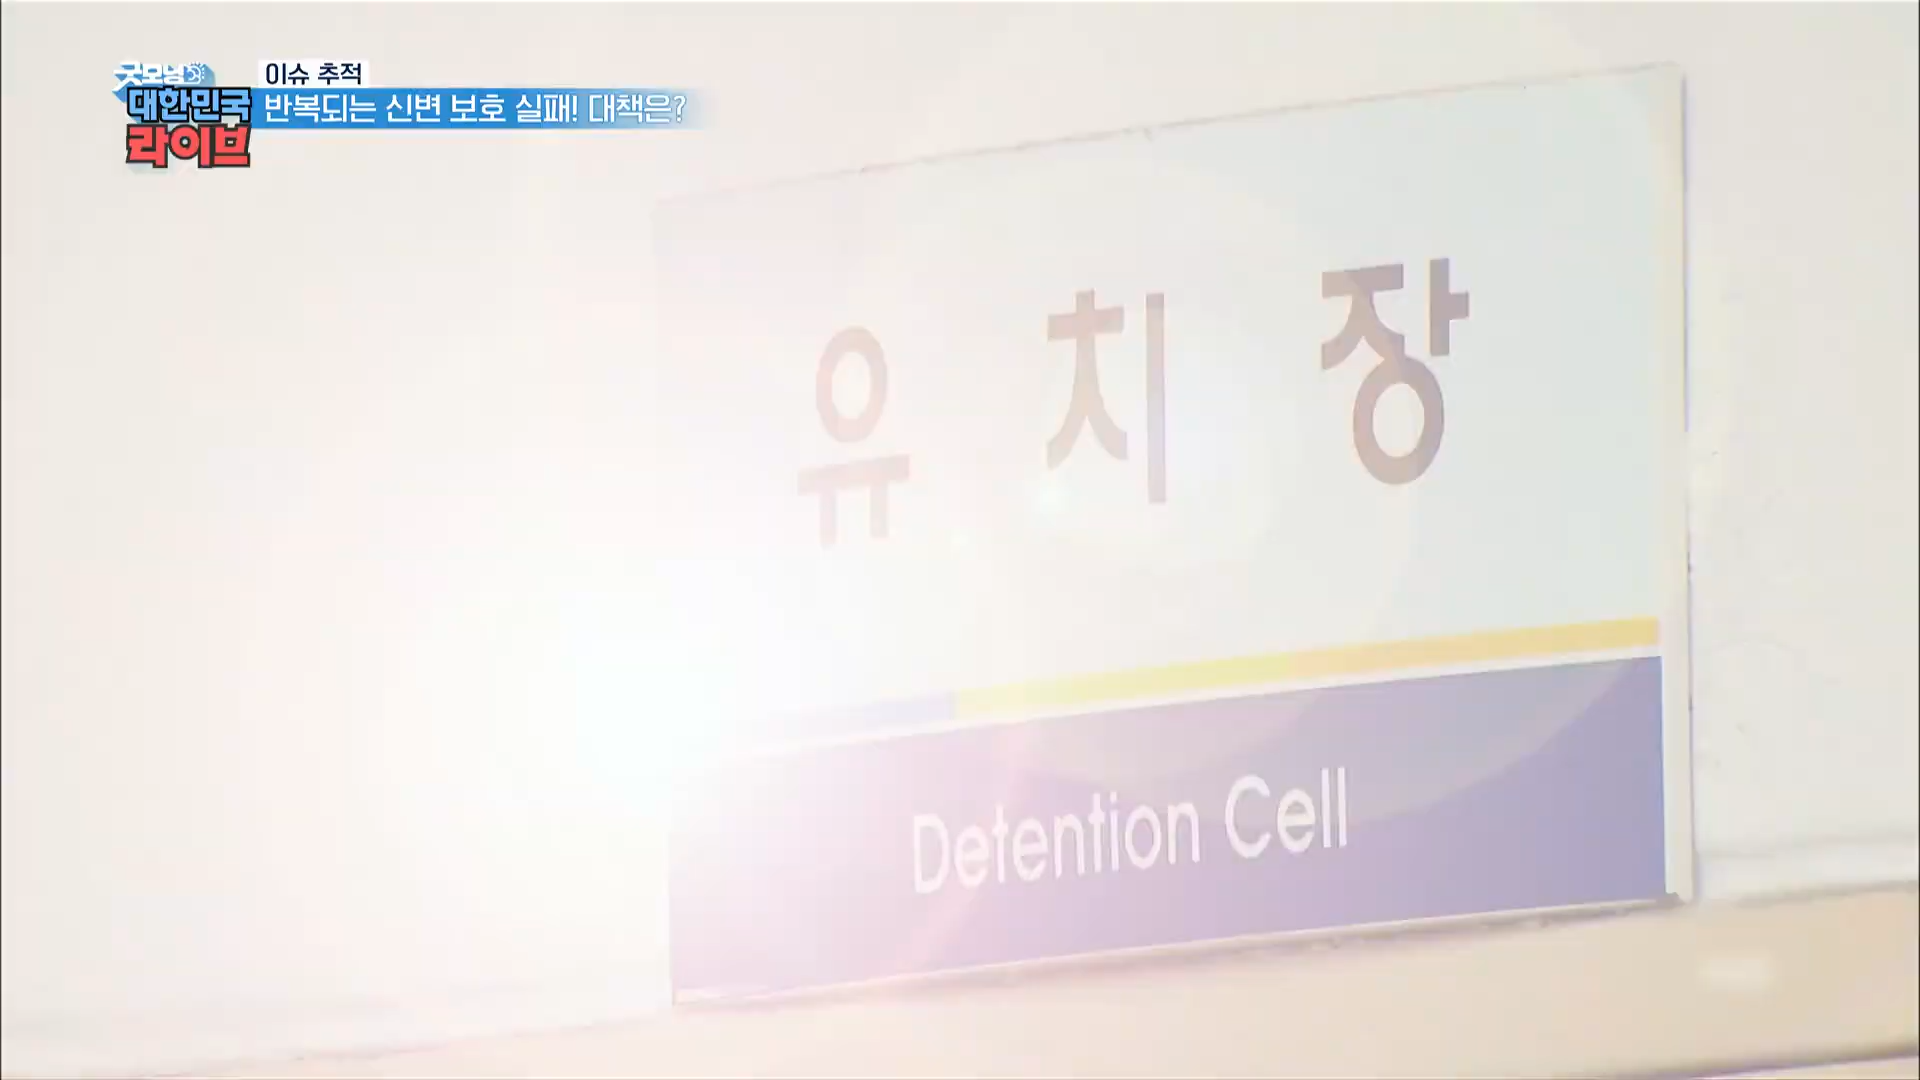 굿모닝
대한민국
라이브
이슈 추적
반복되는 신변 보호 실패! 대책은?
유치장
Detention Cell